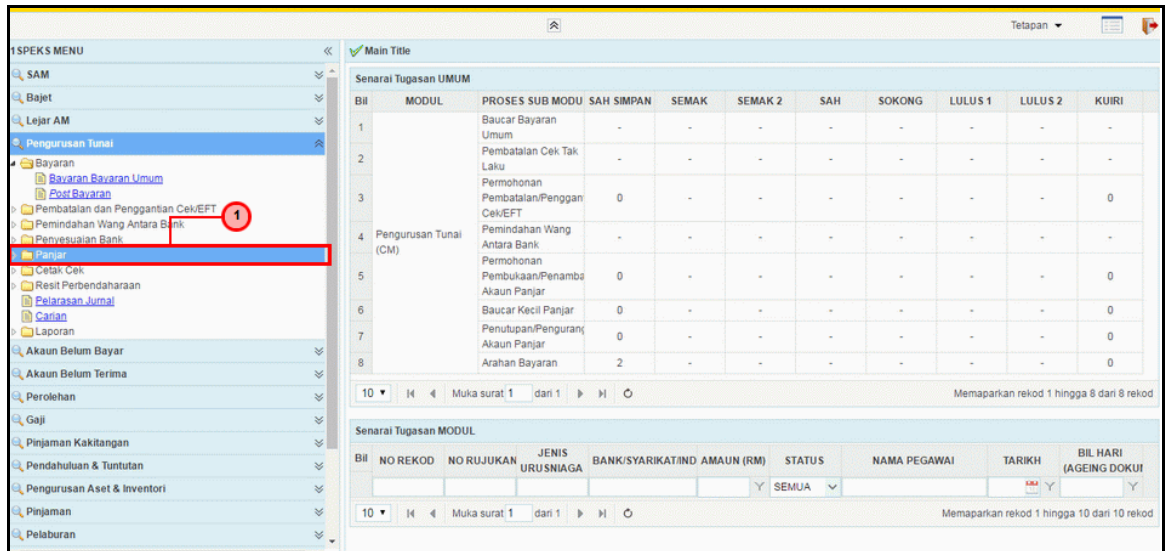 Tetapan
1SPEKS MENU
SAM
Bajet
Lejar AM
Pengurusan Tunai
Bayaran
Bayaran Bayaran Umum
Post Bayaran
Pembatalan dan Penggantian Cek/EFT
Pemindahan Wang Antara Bank
1
Penyesuaian Bank
Panjar
Cetak Cek
Resit Perbendaharaan
Pelarasan Jurnal
Carian
Laporan
Akaun Belum Bayar
Akaun Belum Terima
Perolehan
Gaji
Pinjaman Kakitangan
Pendahuluan & Tuntutan
Pengurusan Aset & Inventori
Pinjaman
Pelaburan
Main Title
Senarai Tugasan UMUM
Bil MODUL PROSES SUB MODU SAH SIMPAN SEMAK SEMAK 2 SAH SOKONG LULUS 1 LULUS 2 KUIRI
Pengurusan Tunai
(CM)
1 Baucar Bayaran
Umum - - - - - - - -
2 Pembatalan Cek Tak
Laku - - - - - - - -
3 Permohonan
Pembatalan/Penggan 0 - - - - - - 0
Cek/EFT
4 Pemindahan Wang
Antara Bank - - - - - - - -
5 Permohonan
Pembukaan/Penamba 0 - - - - - - 0
Akaun Panjar
6 Baucar Kecil Panjar 0 - - - - - - 0
7 Penutupan/Pengurang 0 - - - - - - 0
Akaun Panjar
8 Arahan Bayaran 2 - - - - - - 0
10 Muka surat 1 dari 1 Memaparkan rekod 1 hingga 8 dari 8 rekod
Senarai Tugasan MODUL
Bil NO REKOD NO RUJUKAN JENIS URUSNIAGA BANK/SYARIKAT/IND AMAUN (RM) STATUS NAMA PEGAWAI TARIKH BIL HARI (AGEING DOKUI
SEMUA
10 Muka surat 1 dari 1 Memaparkan rekod 1 hingga 10 dari 10 rekod